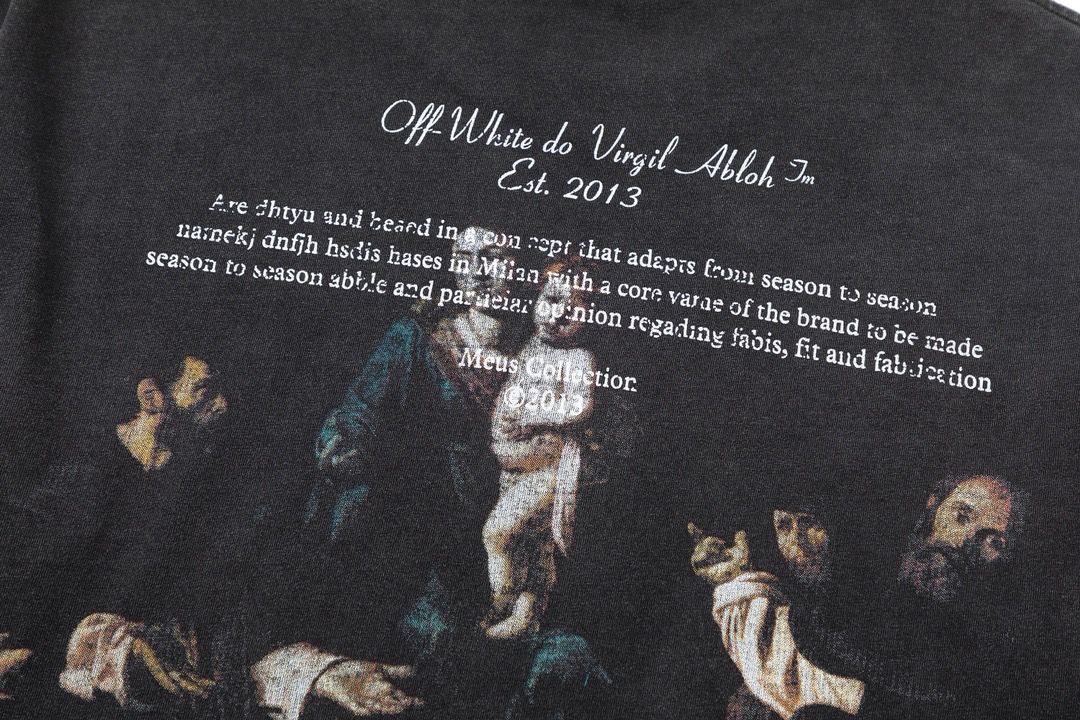 Off-White do Virgil Abloh Tm
Est. 2013
Are dhtyu and beard in a con cept that adapts from season to season
namekj dnfjh hsdis hases in Milan with a core varue of the brand to be made
season to season abble and parneiar opinion regading fabis, fit and fabrication
Meus Collection
©2013